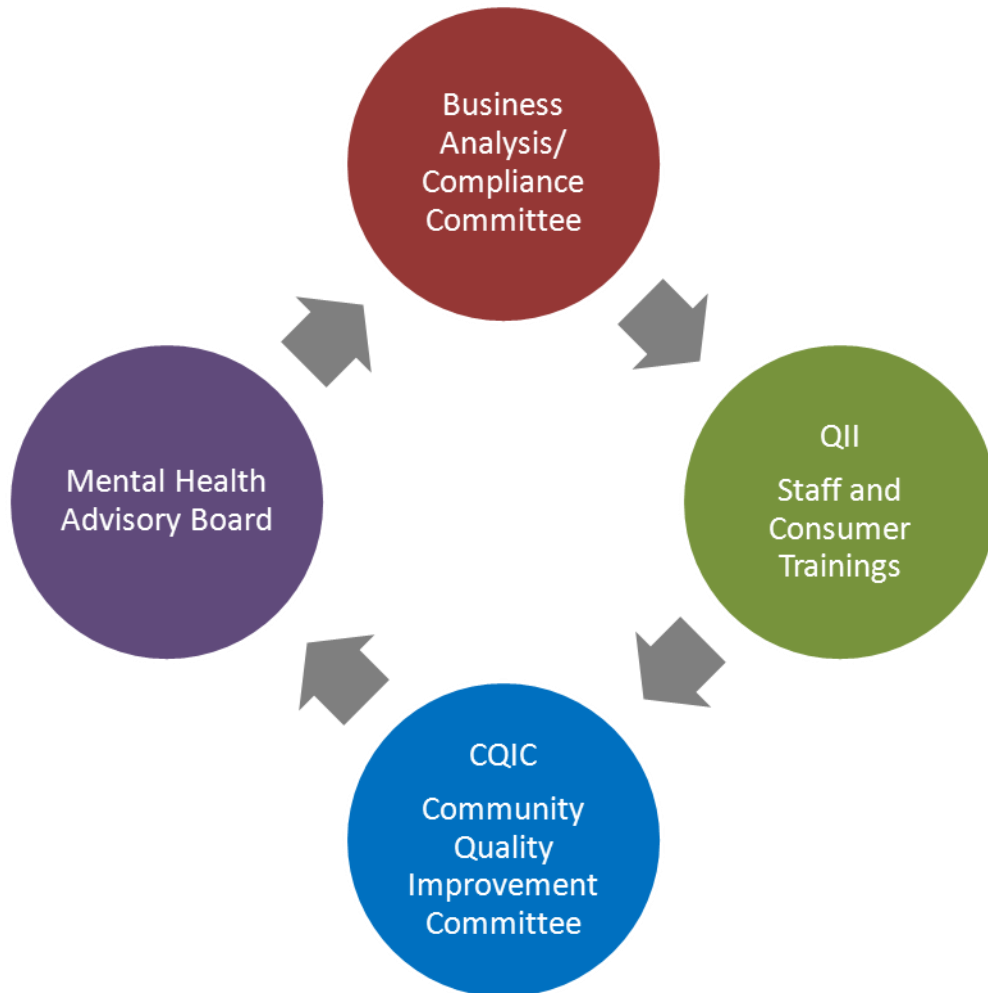 Business
Analysis/
Compliance
Committee
QII
Staff and
Consumer
Trainings
CQIC
Community
Quality
Improvement
Committee
Mental Health
Advisory Board